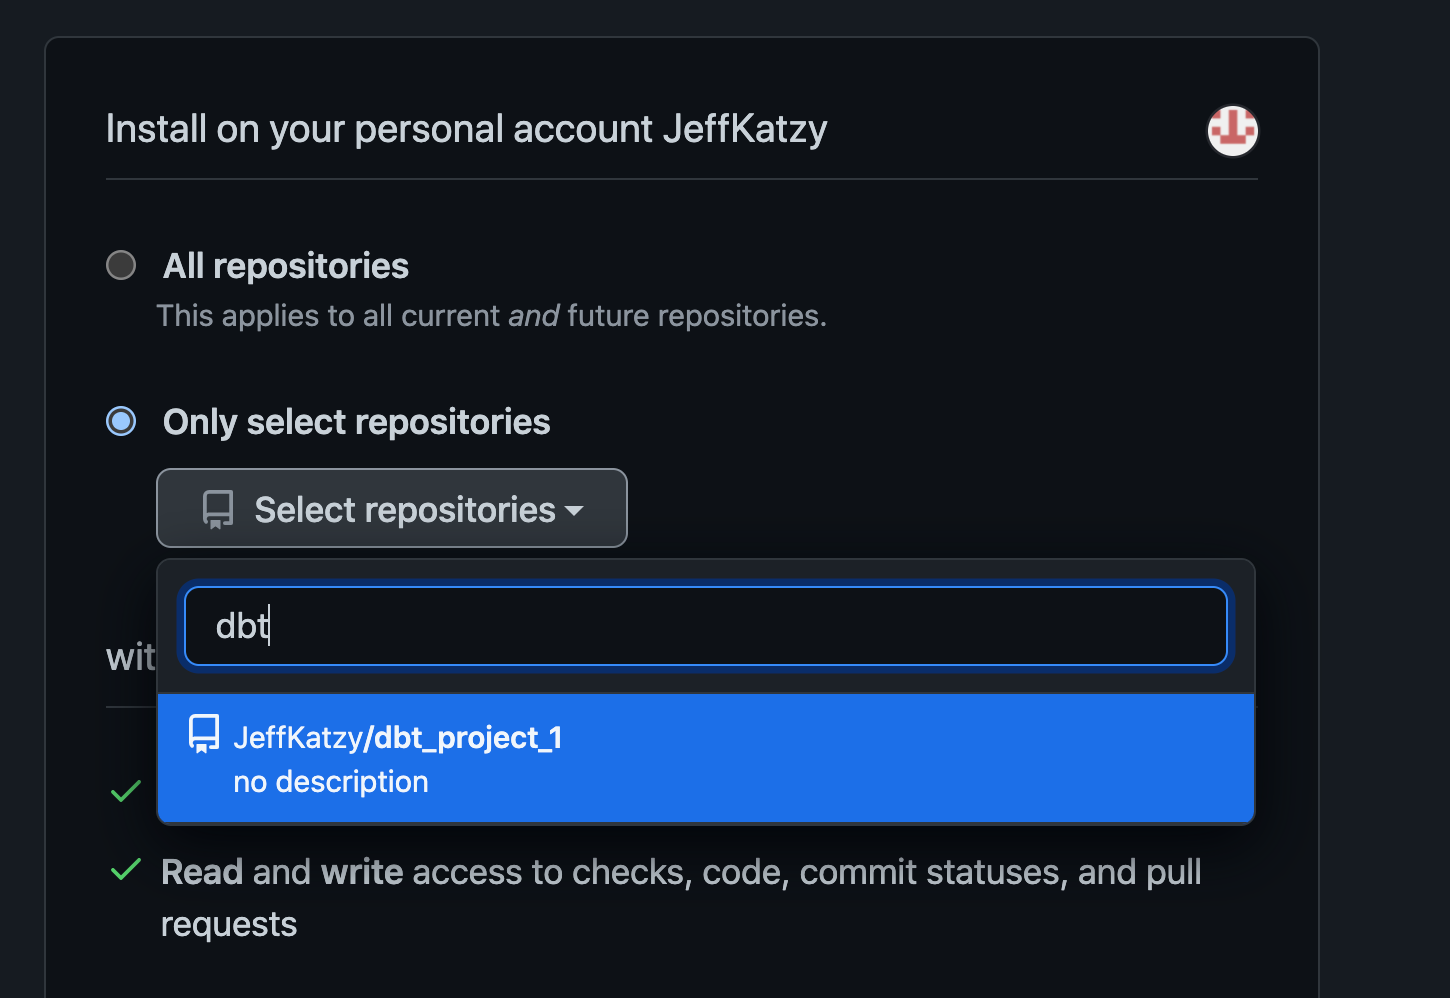 Install on your personal account JeffKatzy
All repositories
This applies to all current and future repositories.
Only select repositories
Select repositories
dbt
wit
JeffKatzy/dbt_project_1
no description
Read and write access to checks, code, commit statuses, and pull
requests